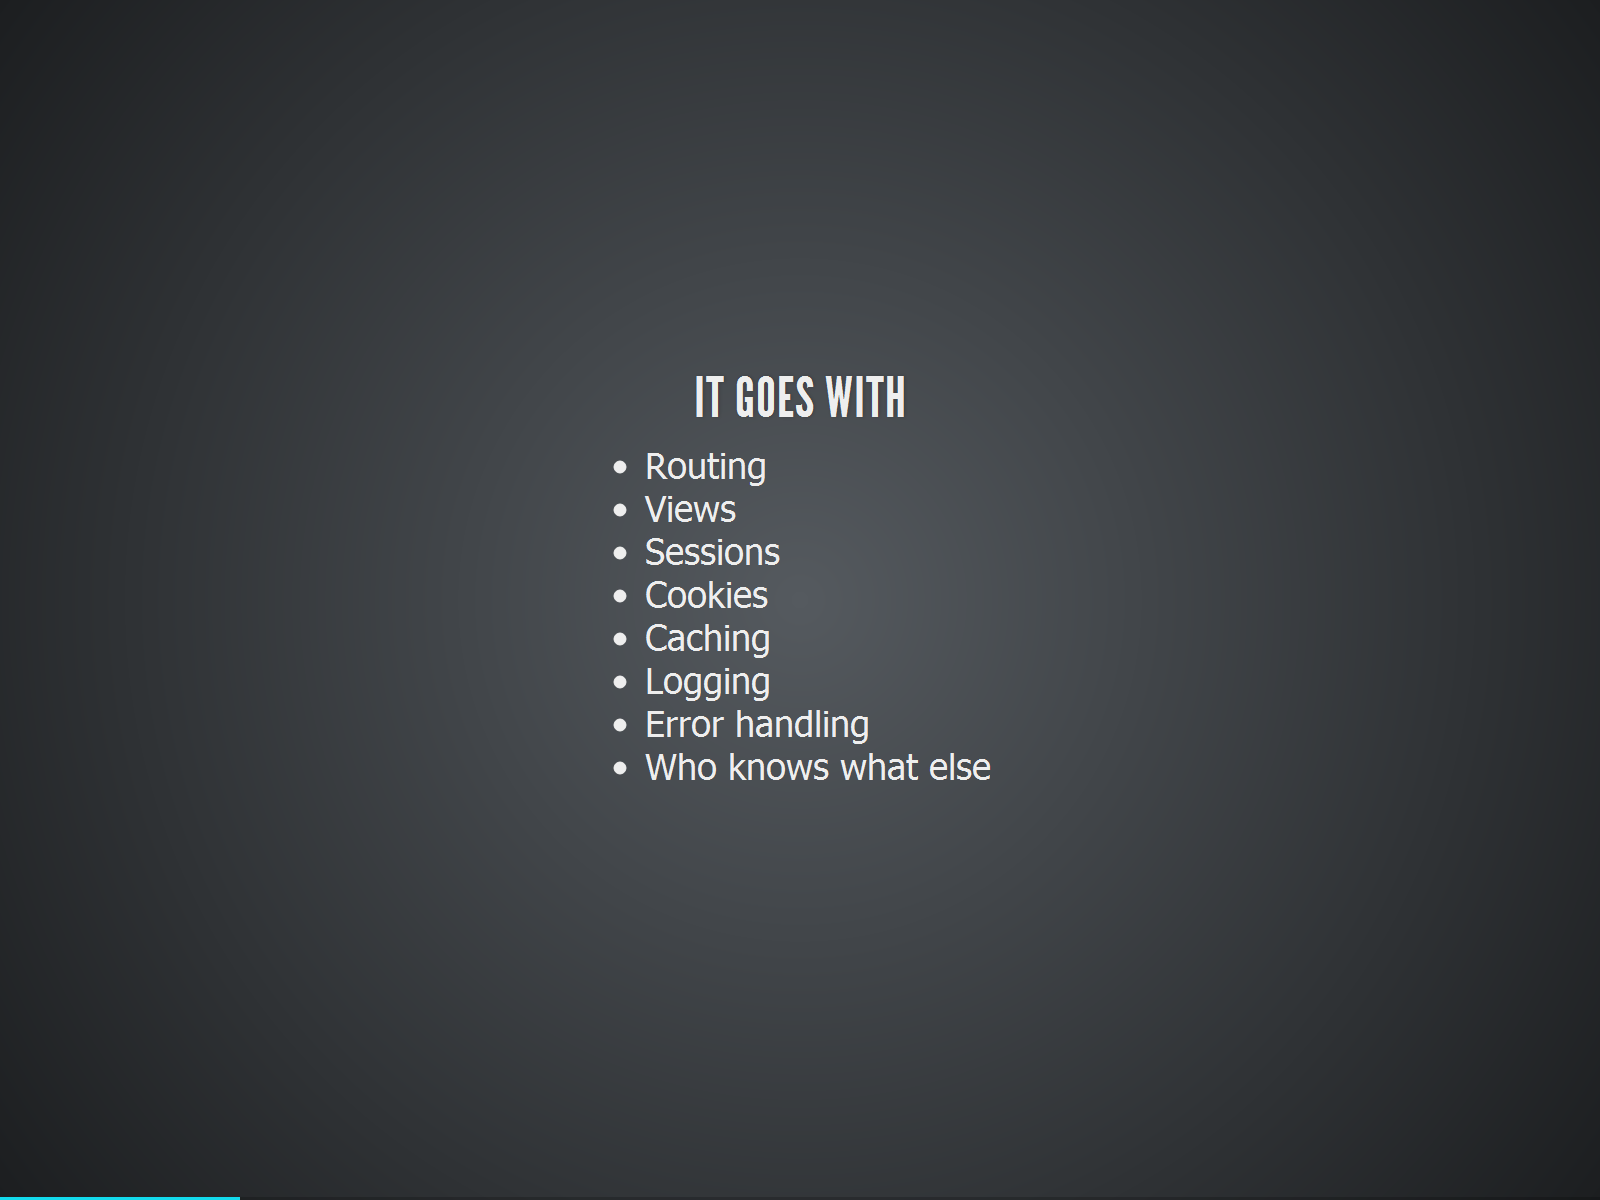 IT GOES WITH
• Routing
• Views
• Sessions
• Cookies
• Caching
• Logging
• Error handling
• Who knows what else